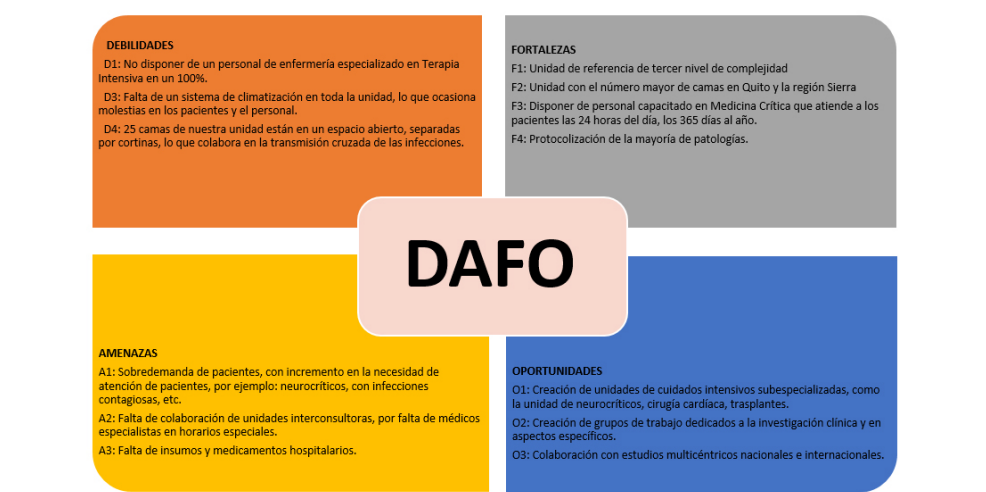 DEBILIDADES
D1: No disponer de un personal de enfermería especializado en Terapia
Intensiva en un 100%.
D3: Falta de un sistema de climatización en toda la unidad, lo que ocasiona
molestias en los pacientes y el personal.
D4: 25 camas de nuestra unidad están en un espacio abierto, separadas
por cortinas, lo que colabora en la transmisión cruzada de las infecciones.
FORTALEZAS
F1: Unidad de referencia de tercer nivel de complejidad
F2: Unidad con el número mayor de camas en Quito y la región Sierra
F3: Disponer de personal capacitado en Medicina Crítica que atiende a los
pacientes las 24 horas del día, los 365 días al año.
F4: Protocolización de la mayoría de patologías.
DAFO
AMENAZAS
A1: Sobredemanda de pacientes, con incremento en la necesidad de
atención de pacientes, por ejemplo: neurocríticos, con infecciones
contagiosas, etc.
A2: Falta de colaboración de unidades interconsultoras, por falta de médicos
especialistas en horarios especiales.
A3: Falta de insumos y medicamentos hospitalarios.
OPORTUNIDADES
O1: Creación de unidades de cuidados intensivos subespecializadas, como
la unidad de neurocríticos, cirugía cardíaca, trasplantes.
O2: Creación de grupos de trabajo dedicados a la investigación clínica y en
aspectos específicos.
O3: Colaboración con estudios multicéntricos nacionales e internacionales.